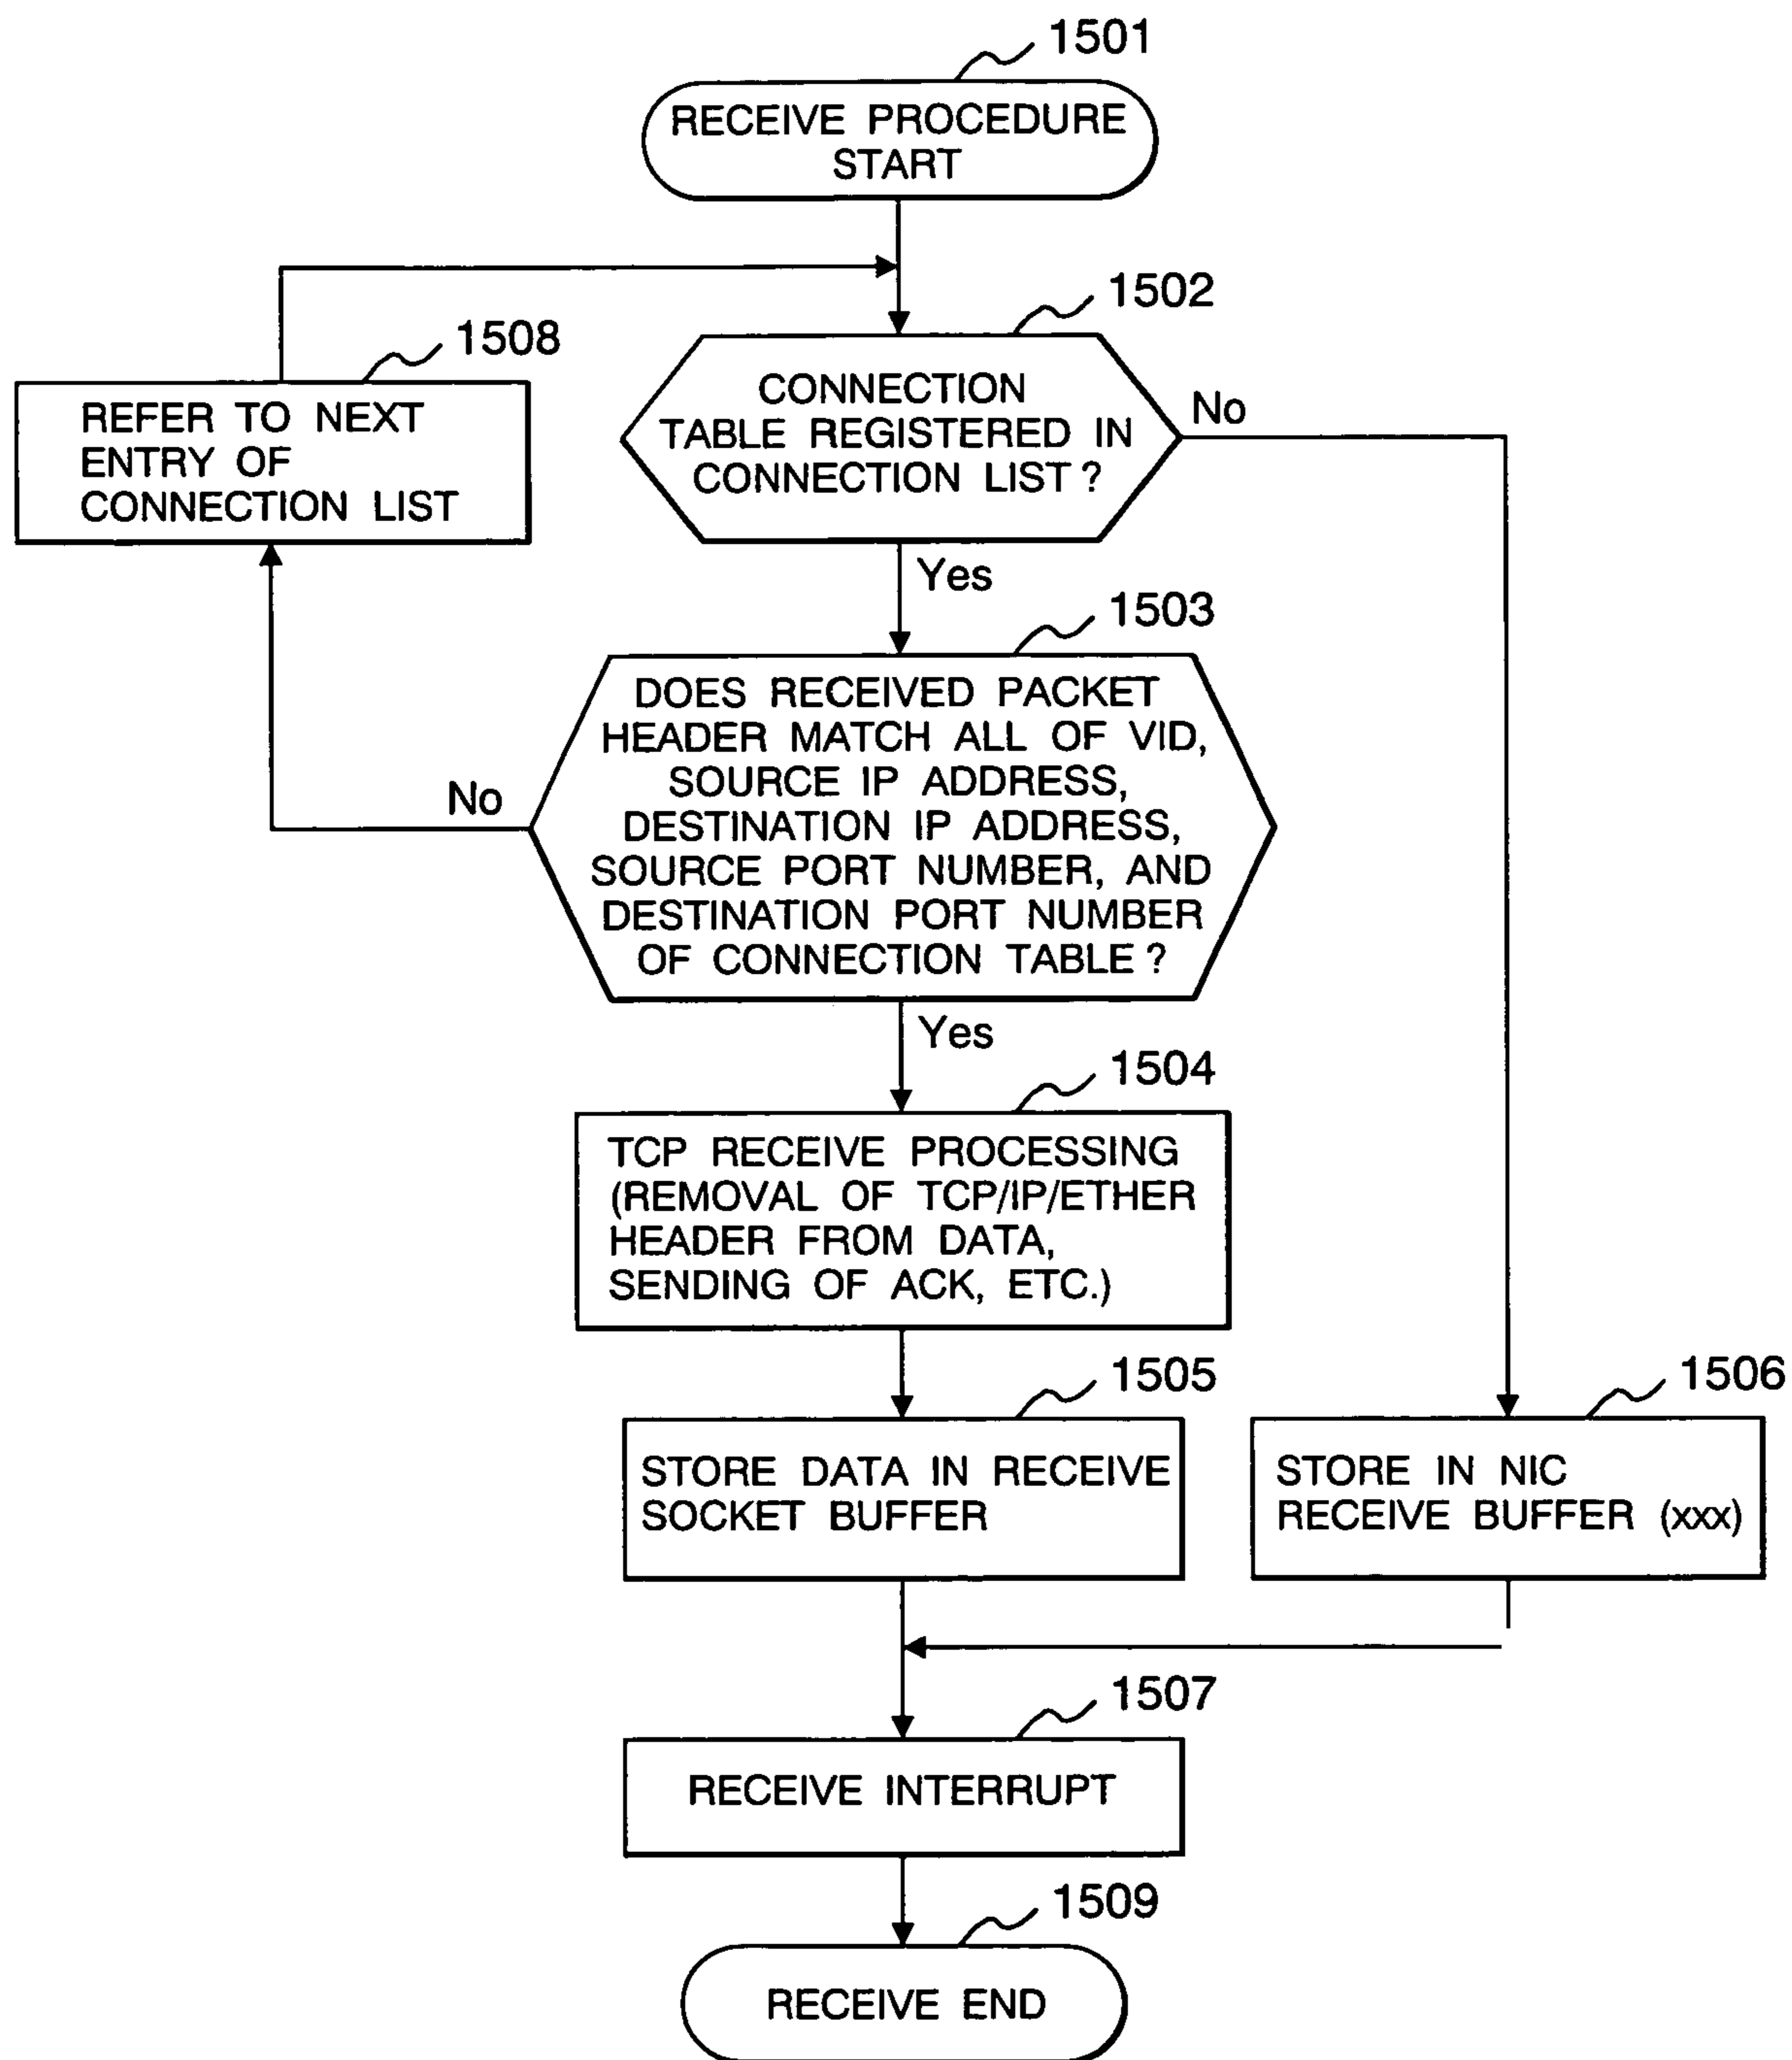 1501
RECEIVE PROCEDURE
START
1502
CONNECTION
TABLE REGISTERED IN
CONNECTION LIST ?
No
1508
REFER TO NEXT
ENTRY OF
CONNECTION LIST
Yes
1503
DOES RECEIVED PACKET
HEADER MATCH ALL OF VID,
SOURCE IP ADDRESS,
DESTINATION IP ADDRESS,
SOURCE PORT NUMBER, AND
DESTINATION PORT NUMBER
OF CONNECTION TABLE ?
No
Yes
1504
TCP RECEIVE PROCESSING
(REMOVAL OF TCP/IP/ETHER
HEADER FROM DATA,
SENDING OF ACK, ETC.)
1505
STORE DATA IN RECEIVE
SOCKET BUFFER
1506
STORE IN NIC
RECEIVE BUFFER (xxx)
1507
RECEIVE INTERRUPT
1509
RECEIVE END